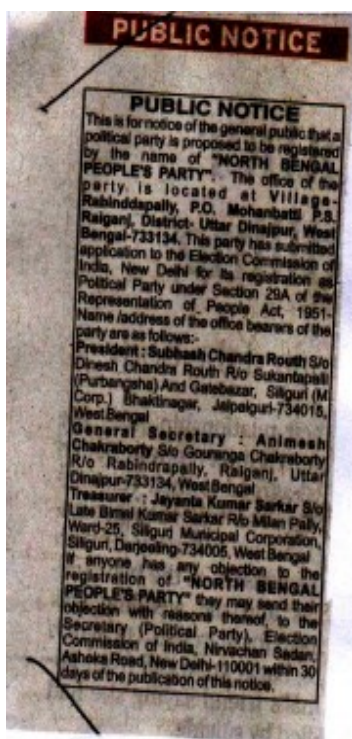 PUBLIC NOTICE
PUBLIC NOTICE
This is for notice of the general public that a
political party is proposed to be registered
by the name of "NORTH BENGAL
PEOPLE'S PARTY". The office of the
party is located at Village-
Rabinddapally, P.O. Mohanbatti P.S.
Raiganj, District- Uttar Dinajpur, West
Bengal-733134. This party has submitted
application to the Election Commission of
India, New Delhi for its registration as
Political Party under Section 29A of the
Representation of People Act, 1951-
Name /address of the office bearers of the
party are as follows:-
President : Subhash Chandra Routh S/o
Dinesh Chandra Routh R/o Sukantapali
(Purbangsha) And Gatebazar, Siliguri (M
Corp.) Bhaktinagar, Jalpaiguri-734015,
West Bengal
General Secretary : Animesh
Chakraborty S/o Gouranga Chakraborty
R/o Rabindrapally, Raiganj, Uttar
Dinajpur-733134, West Bengal
Treasurer : Jayanta Kumar Sarkar S/o
Late Bimal Kumar Sarkar R/o Milan Pally,
Ward-25, Siliguri Municipal Corporation,
Siliguri, Darjeeling-734005, West Bengal
If anyone has any objection to the
registration of "NORTH BENGAL
PEOPLE'S PARTY" they may send their
objection with reasons thereof, to the
Secretary (Political Party), Election
Commission of India, Nirvachan Sadan,
Ashoka Road, New Delhi-110001 within 30
days of the publication of this notice.